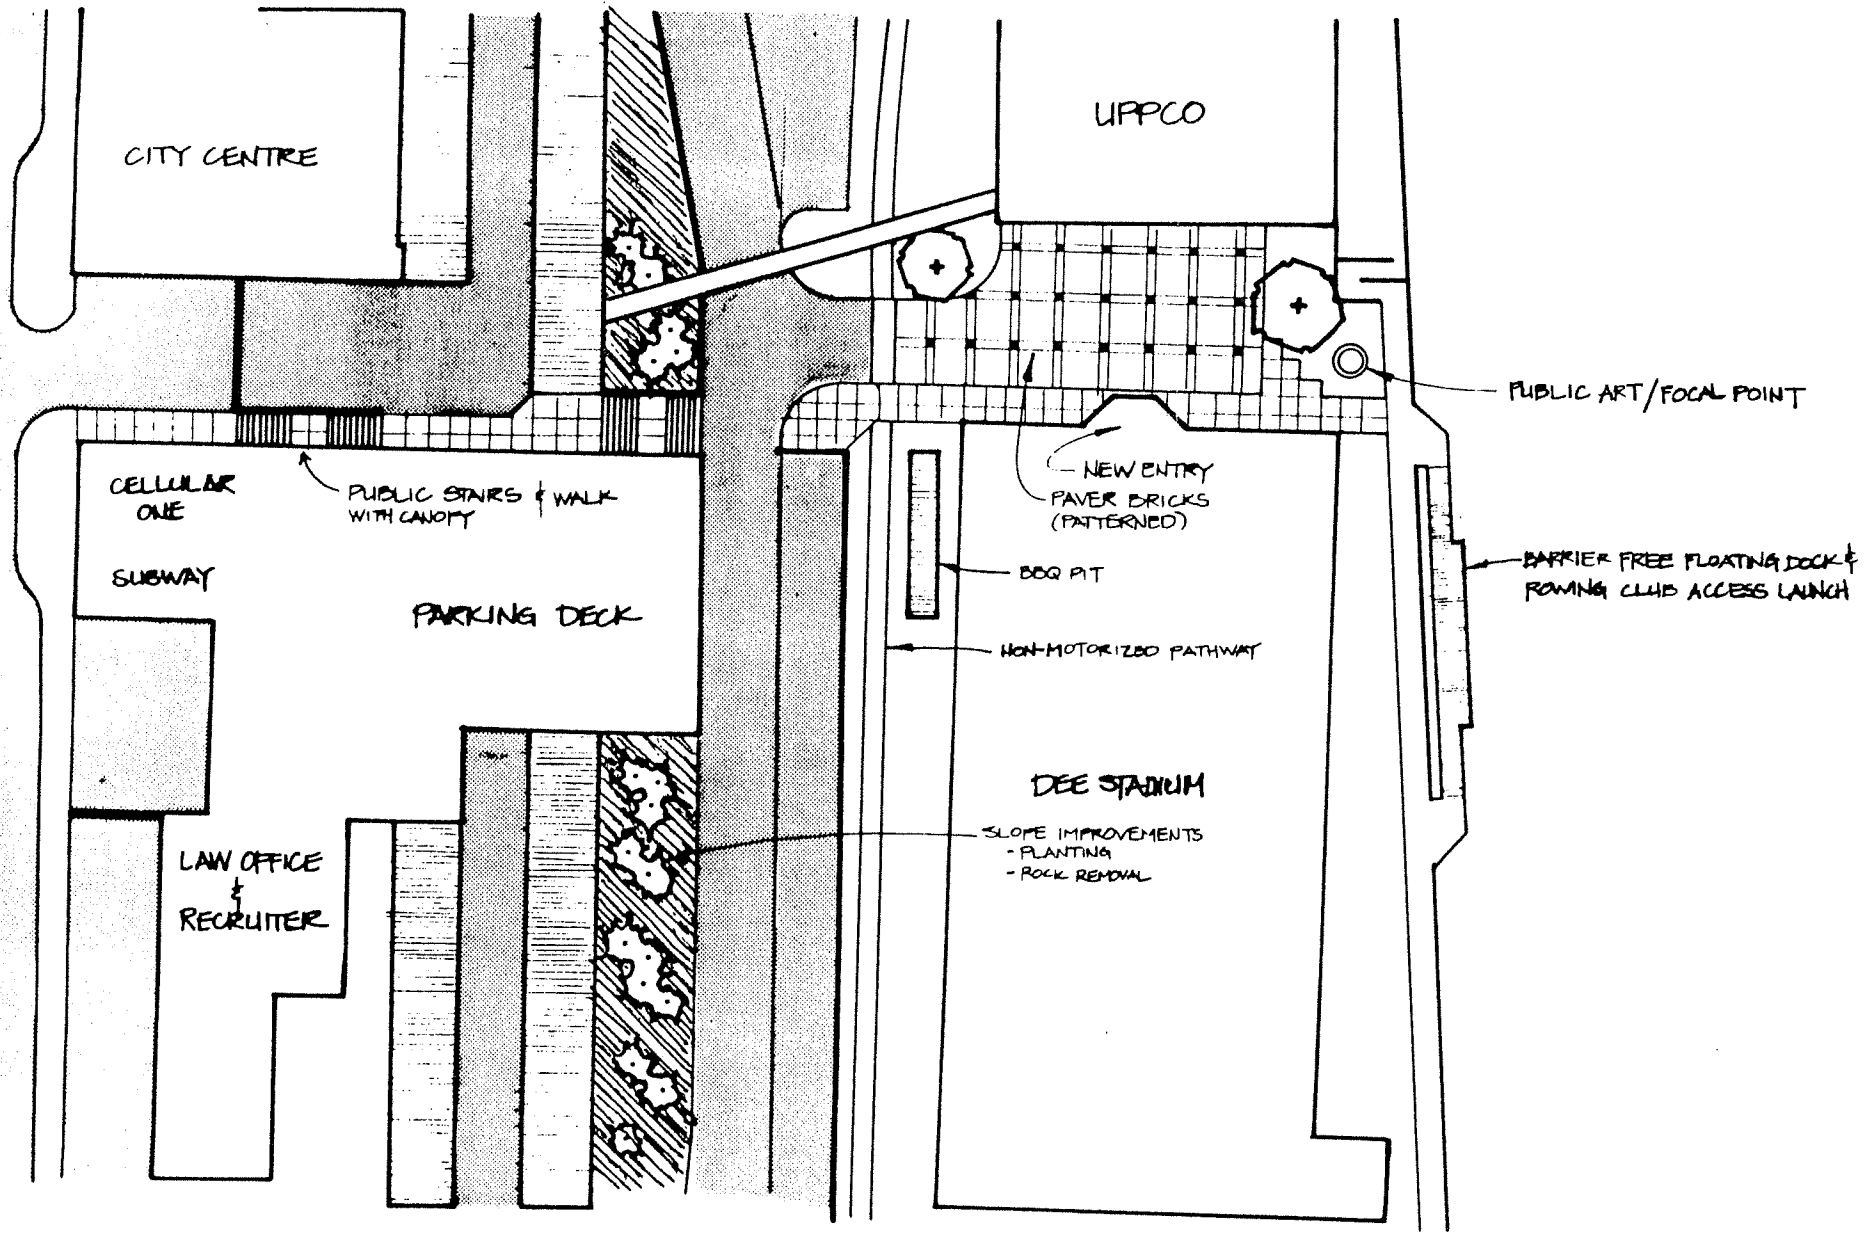 UPPCO
CITY CENTRE
PUBLIC ART/FOCAL POINT
CELLULAR
ONE
PUBLIC STAIRS & WALK
WITH CANOPY
NEW ENTRY
PAVER BRICKS
(PATTERNED)
SUBWAY
BBQ PIT
BARRIER FREE FLOATING DOCK &
ROWING CLUB ACCESS LAUNCH
PARKING DECK
NON-MOTORIZED PATHWAY
DEE STADIUM
SLOPE IMPROVEMENTS
- PLANTING
- ROCK REMOVAL
LAW OFFICE
&
RECRUITER